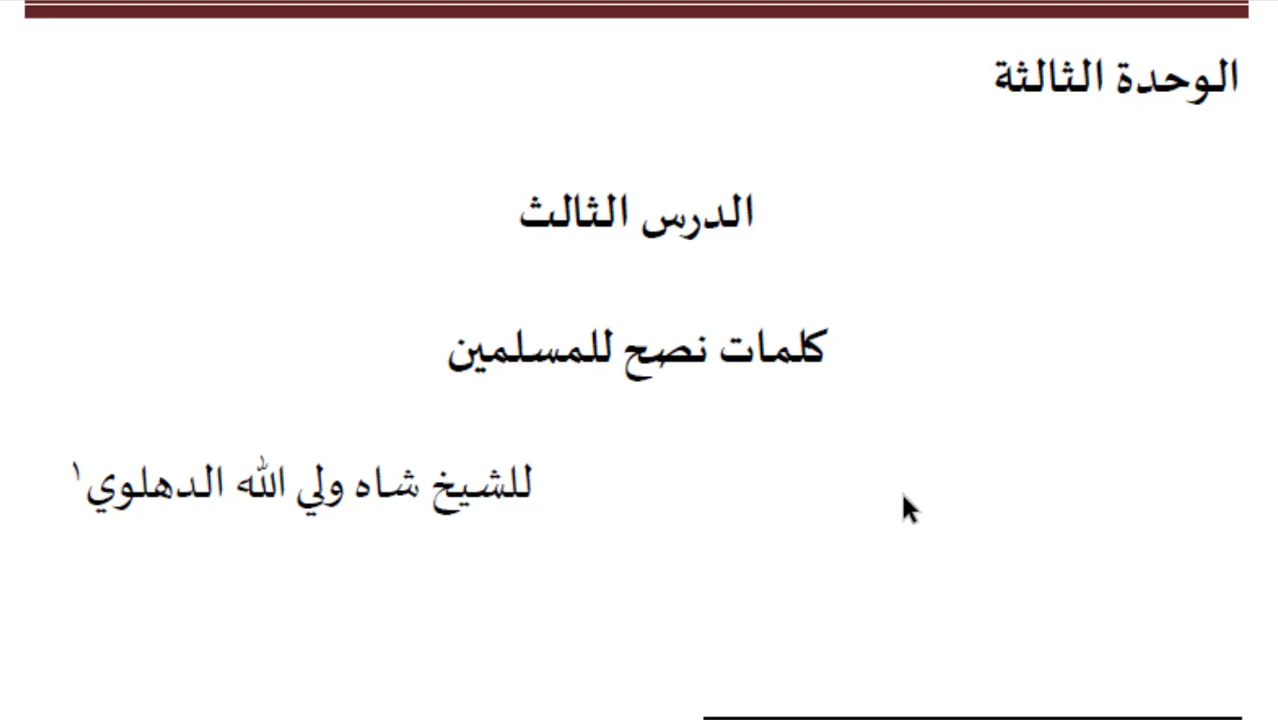 الوحدة الثالثة
الدرس الثالث
كلمات نصح للمسلمين
للشيخ شاه ولي الله الدهلوي١